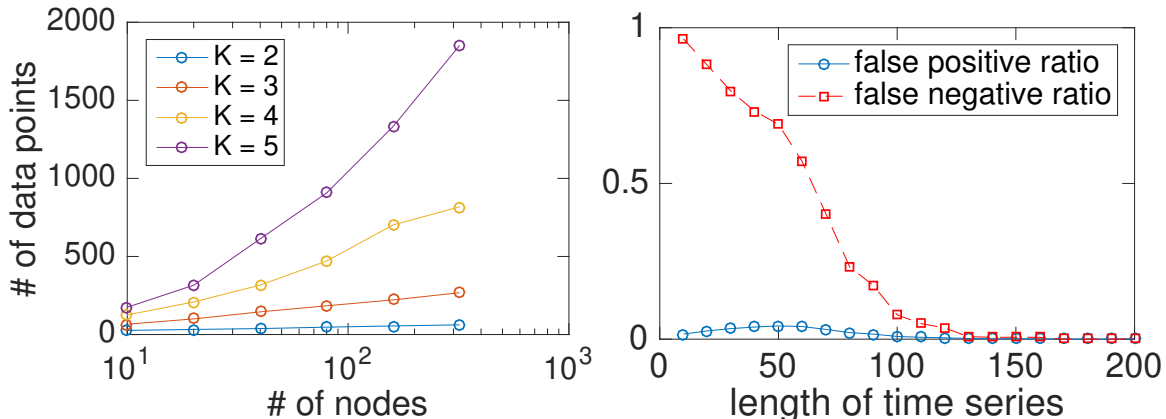 2000
1500
1000
500
0
# of data points
K = 2
K = 3
K = 4
K = 5
10^1
10^2
10^3
# of nodes
1
0.5
0
false positive ratio
false negative ratio
0
50
100
150
200
length of time series